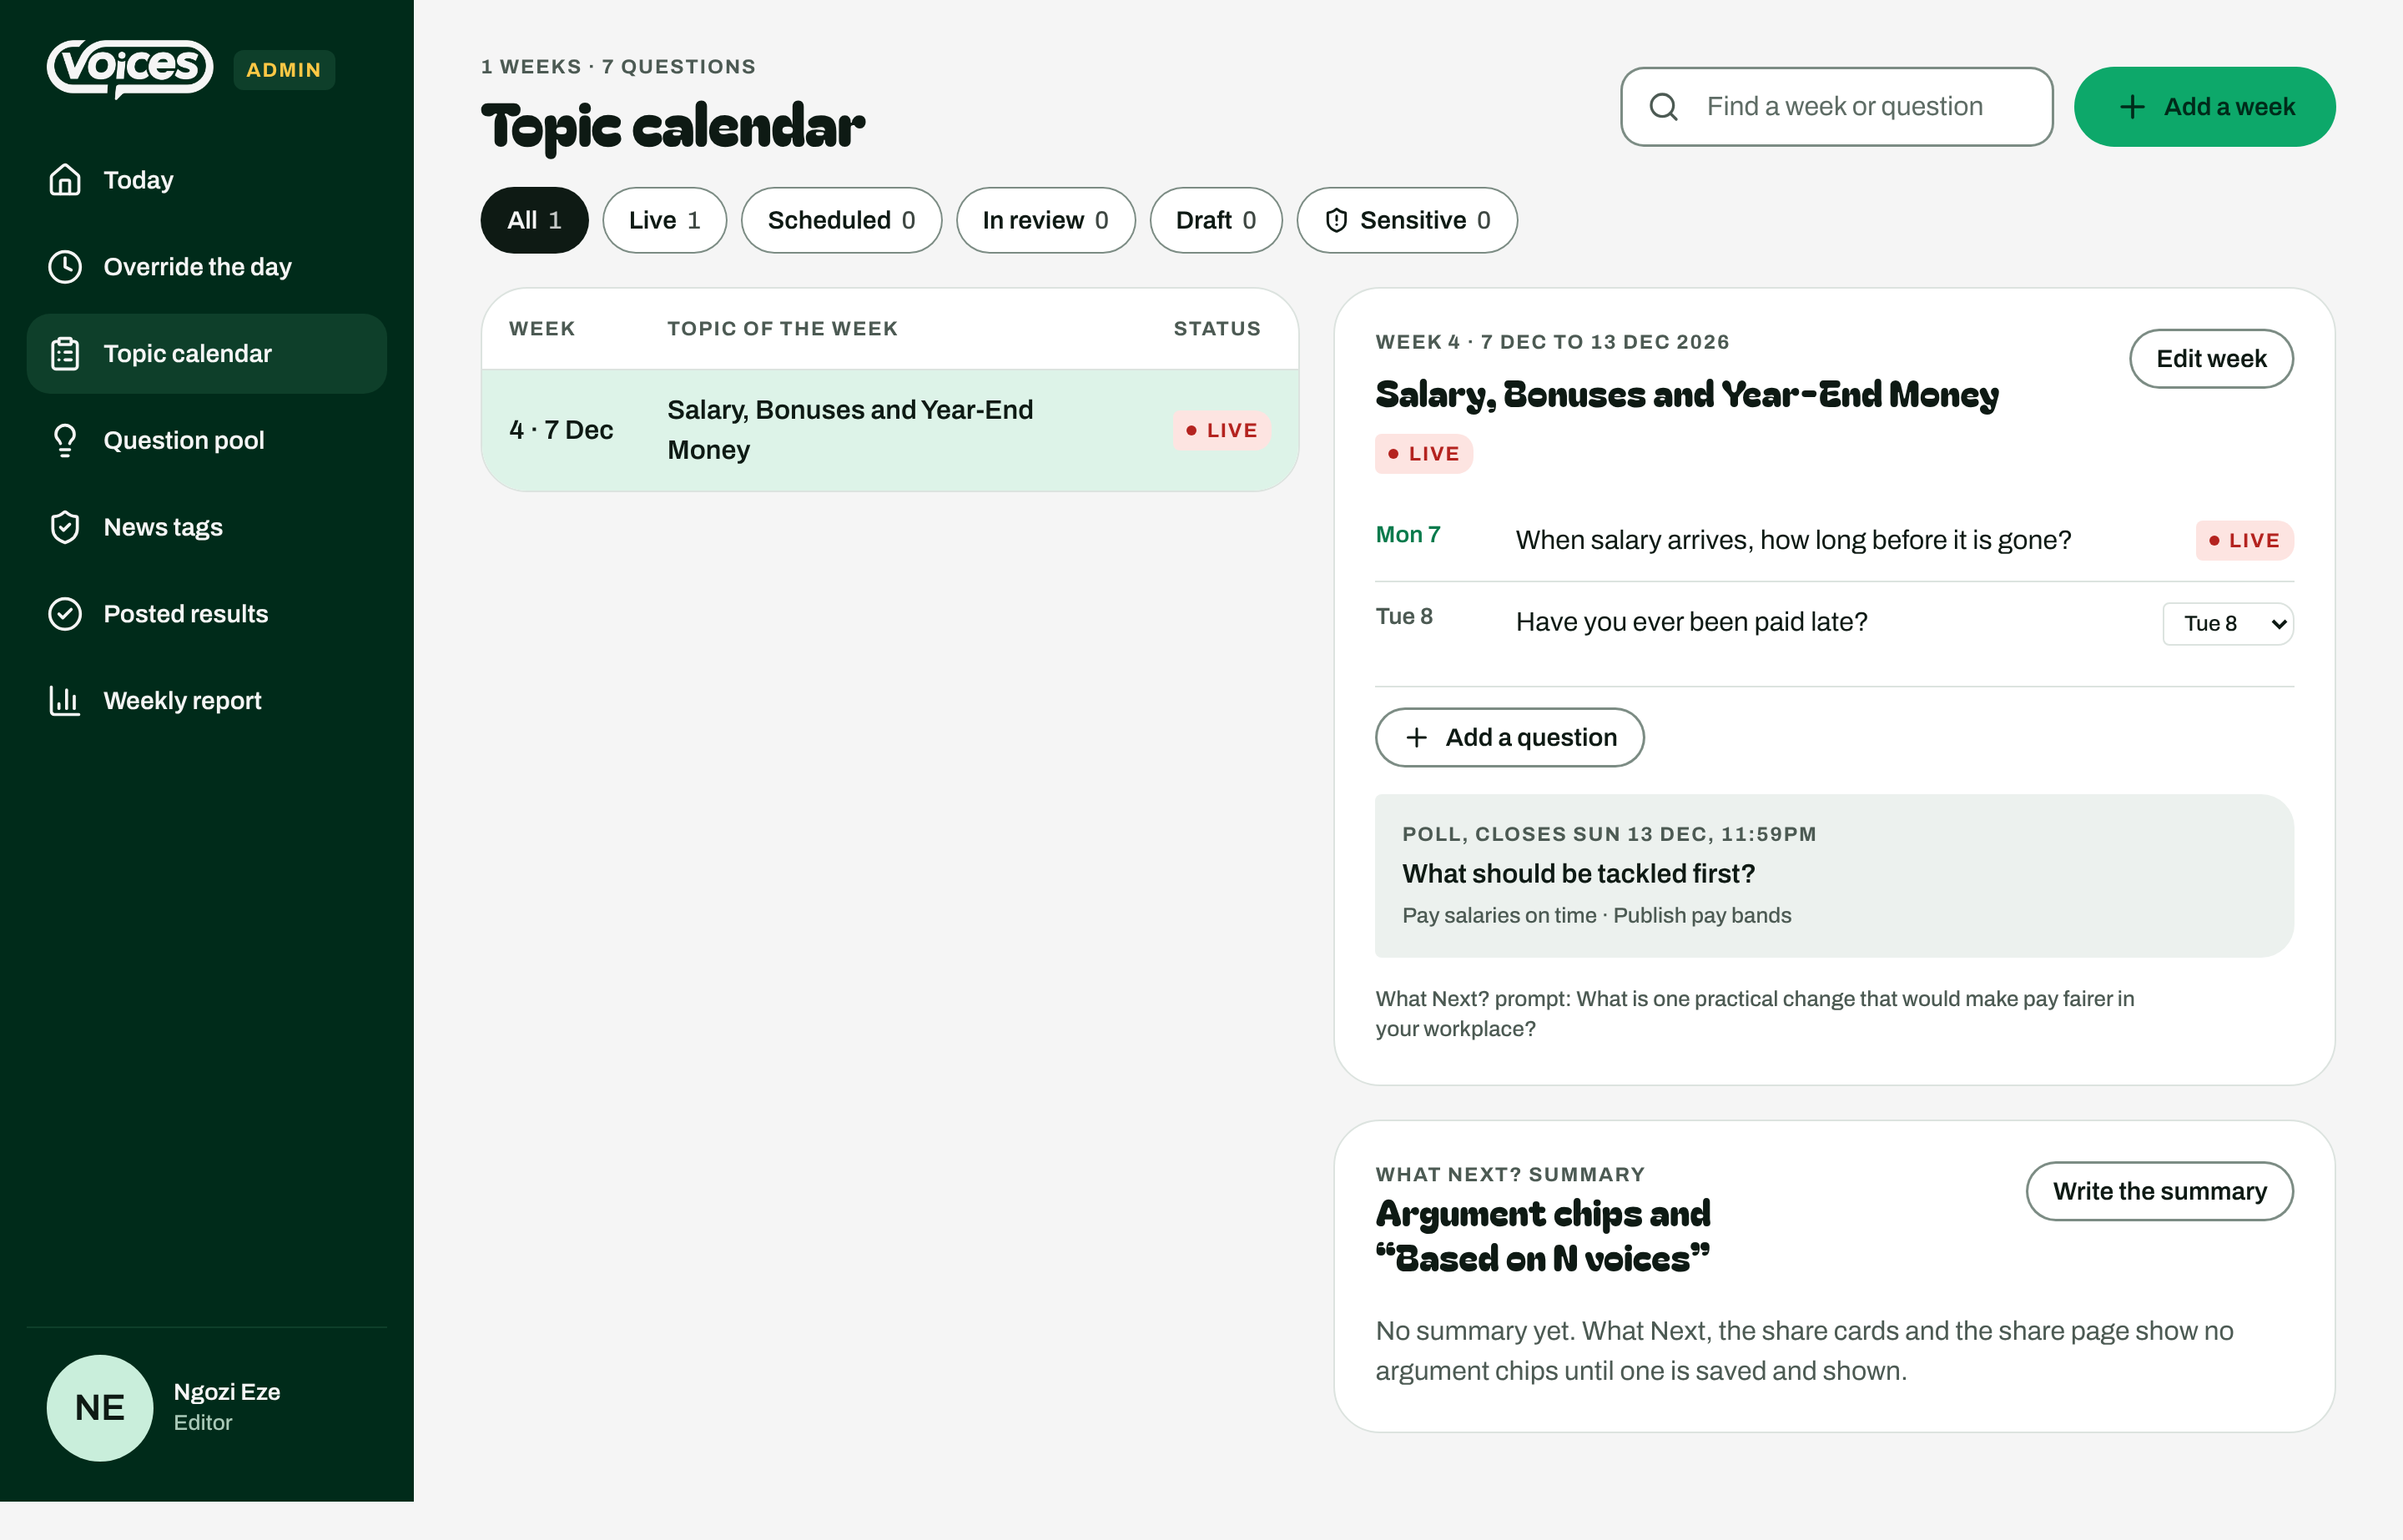 voices
ADMIN
Today
Override the day
Topic calendar
Question pool
News tags
Posted results
Weekly report
NE
Ngozi Eze
Editor
1 WEEKS · 7 QUESTIONS
Topic calendar
Find a week or question
Add a week
All 1
Live 1
Scheduled 0
In review 0
Draft 0
Sensitive 0
WEEK
TOPIC OF THE WEEK
STATUS
4 · 7 Dec
Salary, Bonuses and Year-End
Money
LIVE
WEEK 4 · 7 DEC TO 13 DEC 2026
Edit week
Salary, Bonuses and Year-End Money
LIVE
Mon 7
When salary arrives, how long before it is gone?
LIVE
Tue 8
Have you ever been paid late?
Tue 8
Add a question
POLL, CLOSES SUN 13 DEC, 11:59PM
What should be tackled first?
Pay salaries on time · Publish pay bands
What Next? prompt: What is one practical change that would make pay fairer in
your workplace?
WHAT NEXT? SUMMARY
Write the summary
Argument chips and
“Based on N voices”
No summary yet. What Next, the share cards and the share page show no
argument chips until one is saved and shown.